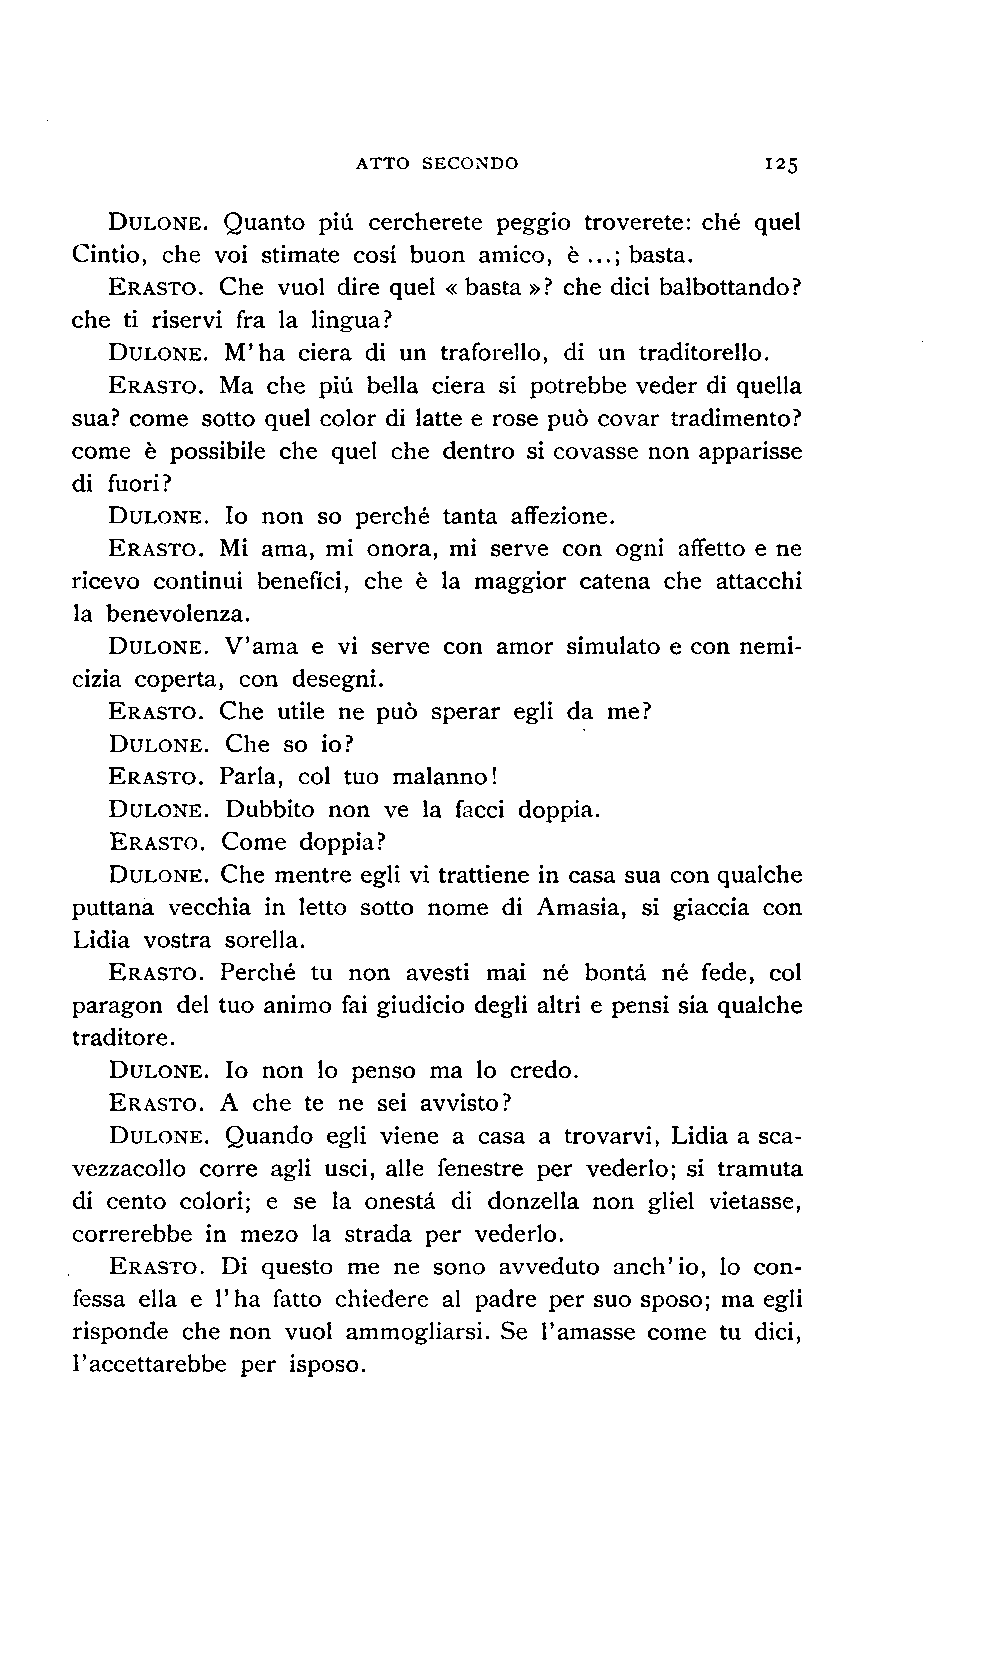 ATTO SECONDO 125
DULONE. Quanto piú cercherete peggio troverete: ché quel
Cintio, che voi stimate cosí buon amico, è ...; basta.
ERASTO. Che vuol dire quel « basta »? che dici balbottando?
che ti riservi fra la lingua?
DULONE. M'ha ciera di un traforello, di un traditorello.
ERASTO. Ma che piú bella ciera si potrebbe veder di quella
sua? come sotto quel color di latte e rose può covar tradimento?
come è possibile che quel che dentro si covasse non apparisse
di fuori?
DULONE. Io non so perché tanta affezione.
ERASTO. Mi ama, mi onora, mi serve con ogni affetto e ne
ricevo continui benefíci, che è la maggior catena che attacchi
la benevolenza.
DULONE. V'ama e vi serve con amor simulato e con nemi-
cizia coperta, con desegni.
ERASTO. Che utile ne può sperar egli da me?
DULONE. Che so io?
ERASTO. Parla, col tuo malanno!
DULONE. Dubbito non ve la facci doppia.
ERASTO. Come doppia?
DULONE. Che mentre egli vi trattiene in casa sua con qualche
puttana vecchia in letto sotto nome di Amasia, si giaccia con
Lidia vostra sorella.
ERASTO. Perché tu non avesti mai né bontá né fede, col
paragon del tuo animo fai giudicio degli altri e pensi sia qualche
traditore.
DULONE. Io non lo penso ma lo credo.
ERASTO. A che te ne sei avvisto?
DULONE. Quando egli viene a casa a trovarvi, Lidia a sca-
vezzacollo corre agli usci, alle fenestre per vederlo; si tramuta
di cento colori; e se la onestá di donzella non gliel vietasse,
correrebbe in mezo la strada per vederlo.
ERASTO. Di questo me ne sono avveduto anch'io, lo con-
fessa ella e l'ha fatto chiedere al padre per suo sposo; ma egli
risponde che non vuol ammogliarsi. Se l'amasse come tu dici,
l'accettarebbe per isposo.